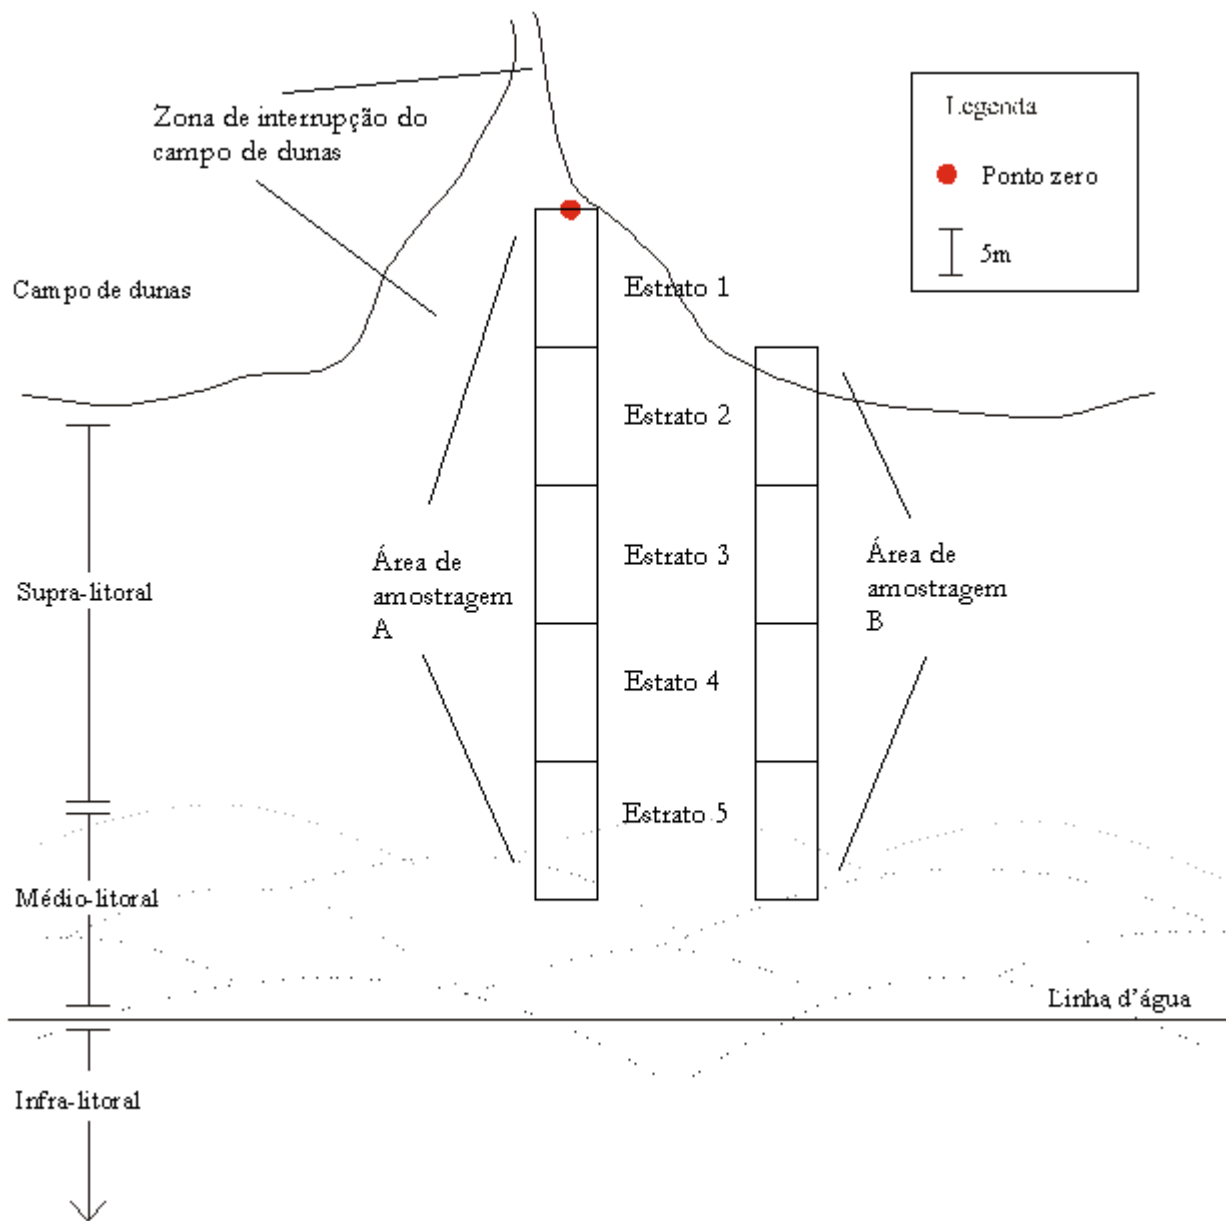 Zona de interrupção do
campo de dunas
Legenda
Ponto zero
5m
Campo de dunas
Estrato 1
Estrato 2
Estrato 3
Estato 4
Estrato 5
Área de
amostragem
A
Área de
amostragem
B
Supra-litoral
Médio-litoral
Linha d'água
Infra-litoral